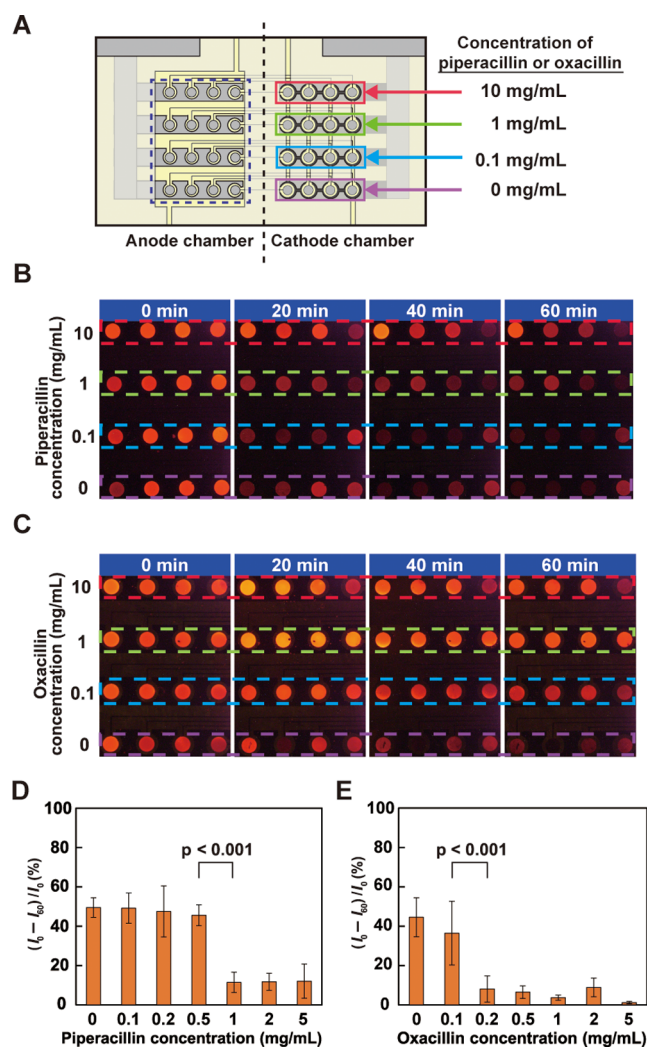 A
Concentration of
piperacillin or oxacillin
10 mg/mL
1 mg/mL
0.1 mg/mL
0 mg/mL
Anode chamber
Cathode chamber
B
0 min
20 min
40 min
60 min
Piperacillin
concentration (mg/mL)
10
1
0.1
0
C
0 min
20 min
40 min
60 min
Oxacillin
concentration (mg/mL)
10
1
0.1
0
D
(I0 − I60)/I0 (%)
100
80
60
40
20
0
p < 0.001
0 0.1 0.2 0.5 1 2 5
Piperacillin concentration (mg/mL)
E
(I0 − I60)/I0 (%)
100
80
60
40
20
0
p < 0.001
0 0.1 0.2 0.5 1 2 5
Oxacillin concentration (mg/mL)